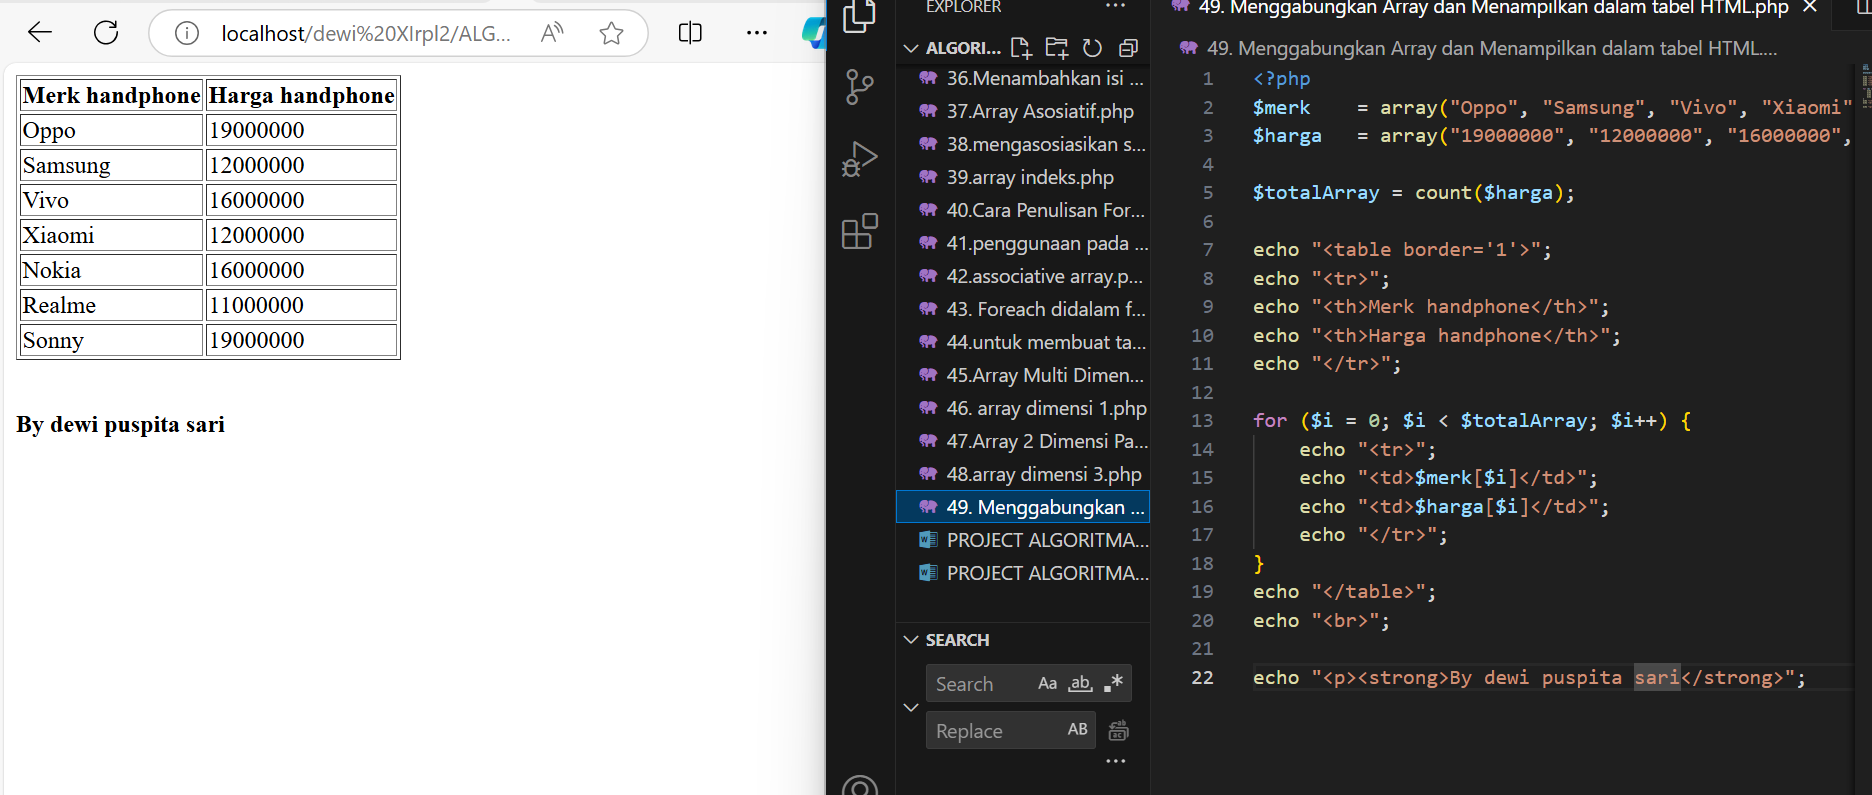 localhost/dewi%20XIrpl2/ALG...
Merk handphone Harga handphone
Oppo 19000000
Samsung 12000000
Vivo 16000000
Xiaomi 12000000
Nokia 16000000
Realme 11000000
Sonny 19000000
By dewi puspita sari
EXPLORER
ALGORI...
36.Menambahkan isi ...
37.Array Asosiatif.php
38.mengasosiasikan s...
39.array indeks.php
40.Cara Penulisan For...
41.penggunaan pada ...
42.associative array.p...
43. Foreach didalam f...
44.untuk membuat ta...
45.Array Multi Dimen...
46. array dimensi 1.php
47.Array 2 Dimensi Pa...
48.array dimensi 3.php
49. Menggabungkan ...
PROJECT ALGORITMA...
PROJECT ALGORITMA...
SEARCH
Search Aa ab
Replace AB
49. Menggabungkan Array dan Menampilkan dalam tabel HTML.php
49. Menggabungkan Array dan Menampilkan dalam tabel HTML....
1 <?php
2 $merk    = array("Oppo", "Samsung", "Vivo", "Xiaomi"
3 $harga   = array("19000000", "12000000", "16000000",
4
5 $totalArray = count($harga);
6
7 echo "<table border='1'>";
8 echo "<tr>";
9 echo "<th>Merk handphone</th>";
10 echo "<th>Harga handphone</th>";
11 echo "</tr>";
12
13 for ($i = 0; $i < $totalArray; $i++) {
14     echo "<tr>";
15     echo "<td>$merk[$i]</td>";
16     echo "<td>$harga[$i]</td>";
17     echo "</tr>";
18 }
19 echo "</table>";
20 echo "<br>";
21
22 echo "<p><strong>By dewi puspita sari</strong>";